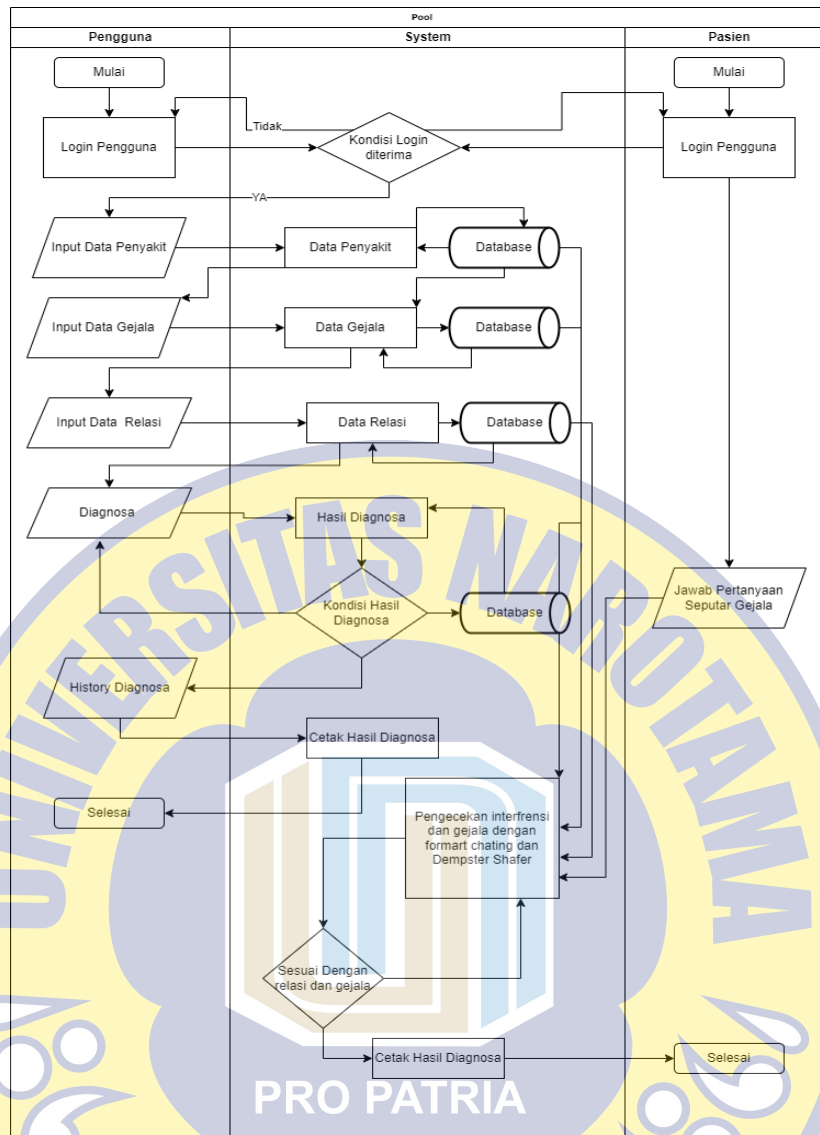 Pool
Pengguna
System
Pasien
Mulai
Mulai
Login Pengguna
Tidak
Kondisi Login
diterima
Login Pengguna
YA
Input Data Penyakit
Data Penyakit
Database
Input Data Gejala
Data Gejala
Database
Input Data Relasi
Data Relasi
Database
Diagnosa
Hasil Diagnosa
Kondisi Hasil
Diagnosa
Database
Jawab Pertanyaan
Seputar Gejala
History Diagnosa
Cetak Hasil Diagnosa
Selesai
Pengecekan interfrensi
dan gejala dengan
formart chating dan
Dempster Shafer
Sesuai Dengan
relasi dan gejala
Cetak Hasil Diagnosa
Selesai
UNIVERSITAS NAROTAMA
PRO PATRIA